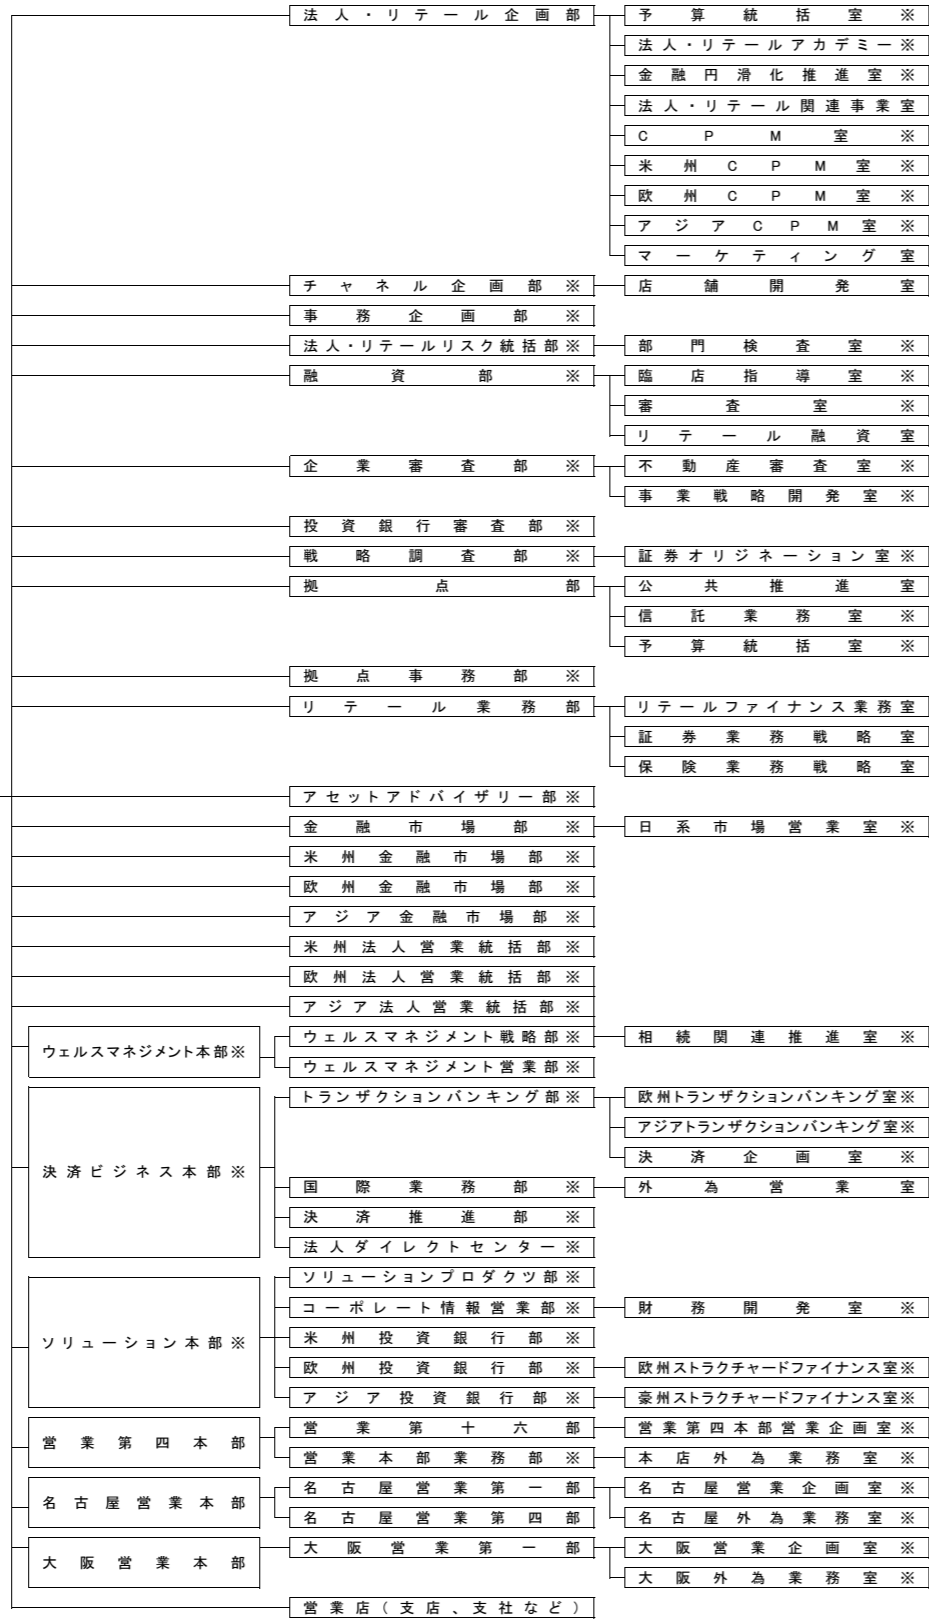 法人・リテール企画部 予算統括室※
法人・リテールアカデミー※
金融円滑化推進室※
法人・リテール関連事業室
CPM室※
米州CPM室※
欧州CPM室※
アジアCPM室※
マーケティング室
チャネル企画部※ 店舗開発室
事務企画部※
法人・リテールリスク統括部※ 部門検査室※
融資部※ 臨店指導室※
審査室※
リテール融資室
企業審査部※ 不動産審査室※
事業戦略開発室※
投資銀行審査部※
戦略調査部※ 証券オリジネーション室※
拠点部 公共推進室
信託業務室※
予算統括室※
拠点事務部※
リテール業務部 リテールファイナンス業務室
証券業務戦略室
保険業務戦略室
アセットアドバイザリー部※
金融市場部※ 日系市場営業室※
米州金融市場部※
欧州金融市場部※
アジア金融市場部※
米州法人営業統括部※
欧州法人営業統括部※
アジア法人営業統括部※
ウェルスマネジメント本部※ ウェルスマネジメント戦略部※ 相続関連推進室※
ウェルスマネジメント営業部※
決済ビジネス本部※ トランザクションバンキング部※ 欧州トランザクションバンキング室※
アジアトランザクションバンキング室※
決済企画室※
国際業務部※ 外為営業室
決済推進部※
法人ダイレクトセンター※
ソリューション本部※ ソリューションプロダクツ部※
コーポレート情報営業部※ 財務開発室※
米州投資銀行部※
欧州投資銀行部※ 欧州ストラクチャードファイナンス室※
アジア投資銀行部※ 豪州ストラクチャードファイナンス室※
営業第四本部 営業第十六部 営業第四本部営業企画室※
営業本部業務部※ 本店外為業務室※
名古屋営業本部 名古屋営業第一部 名古屋営業企画室※
名古屋営業第四部 名古屋外為業務室※
大阪営業本部 大阪営業第一部 大阪営業企画室※
大阪外為業務室※
営業店(支店、支社など)